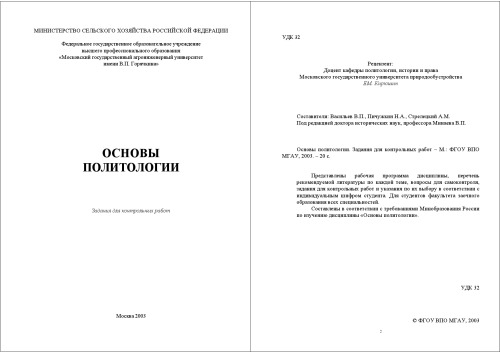 МИНИСТЕРСТВО СЕЛЬСКОГО ХОЗЯЙСТВА РОССИЙСКОЙ ФЕДЕРАЦИИ
Федеральное государственное образовательное учреждение
высшего профессионального образования
«Московский государственный агроинженерный университет
имени В.П. Горячкина»
ОСНОВЫ
ПОЛИТОЛОГИИ
Задания для контрольных работ
Москва 2003
УДК 32
Рецензент:
Доцент кафедры политологии, истории и права
Московского государственного университета природообустройства
Составители: Васильев В.П., Пичужкин Н.А., Стрелецкий А.М.
Под редакцией доктора исторических наук, профессора Минаева В.П.
Основы политологии. Задания для контрольных работ – М.: ФГОУ ВПО
МГАУ, 2003. – 20 с.
Представлены рабочая программа дисциплины, перечень
рекомендуемой литературы по каждой теме, вопросы для самоконтроля,
задания для контрольных работ и указания по их выбору в соответствии с
индивидуальным шифром студента. Для студентов факультета заочного
образования всех специальностей.
Составлены в соответствии с требованиями Минобразования России
по изучению дисциплины «Основы политологии».
УДК 32
© ФГОУ ВПО МГАУ, 2003
2